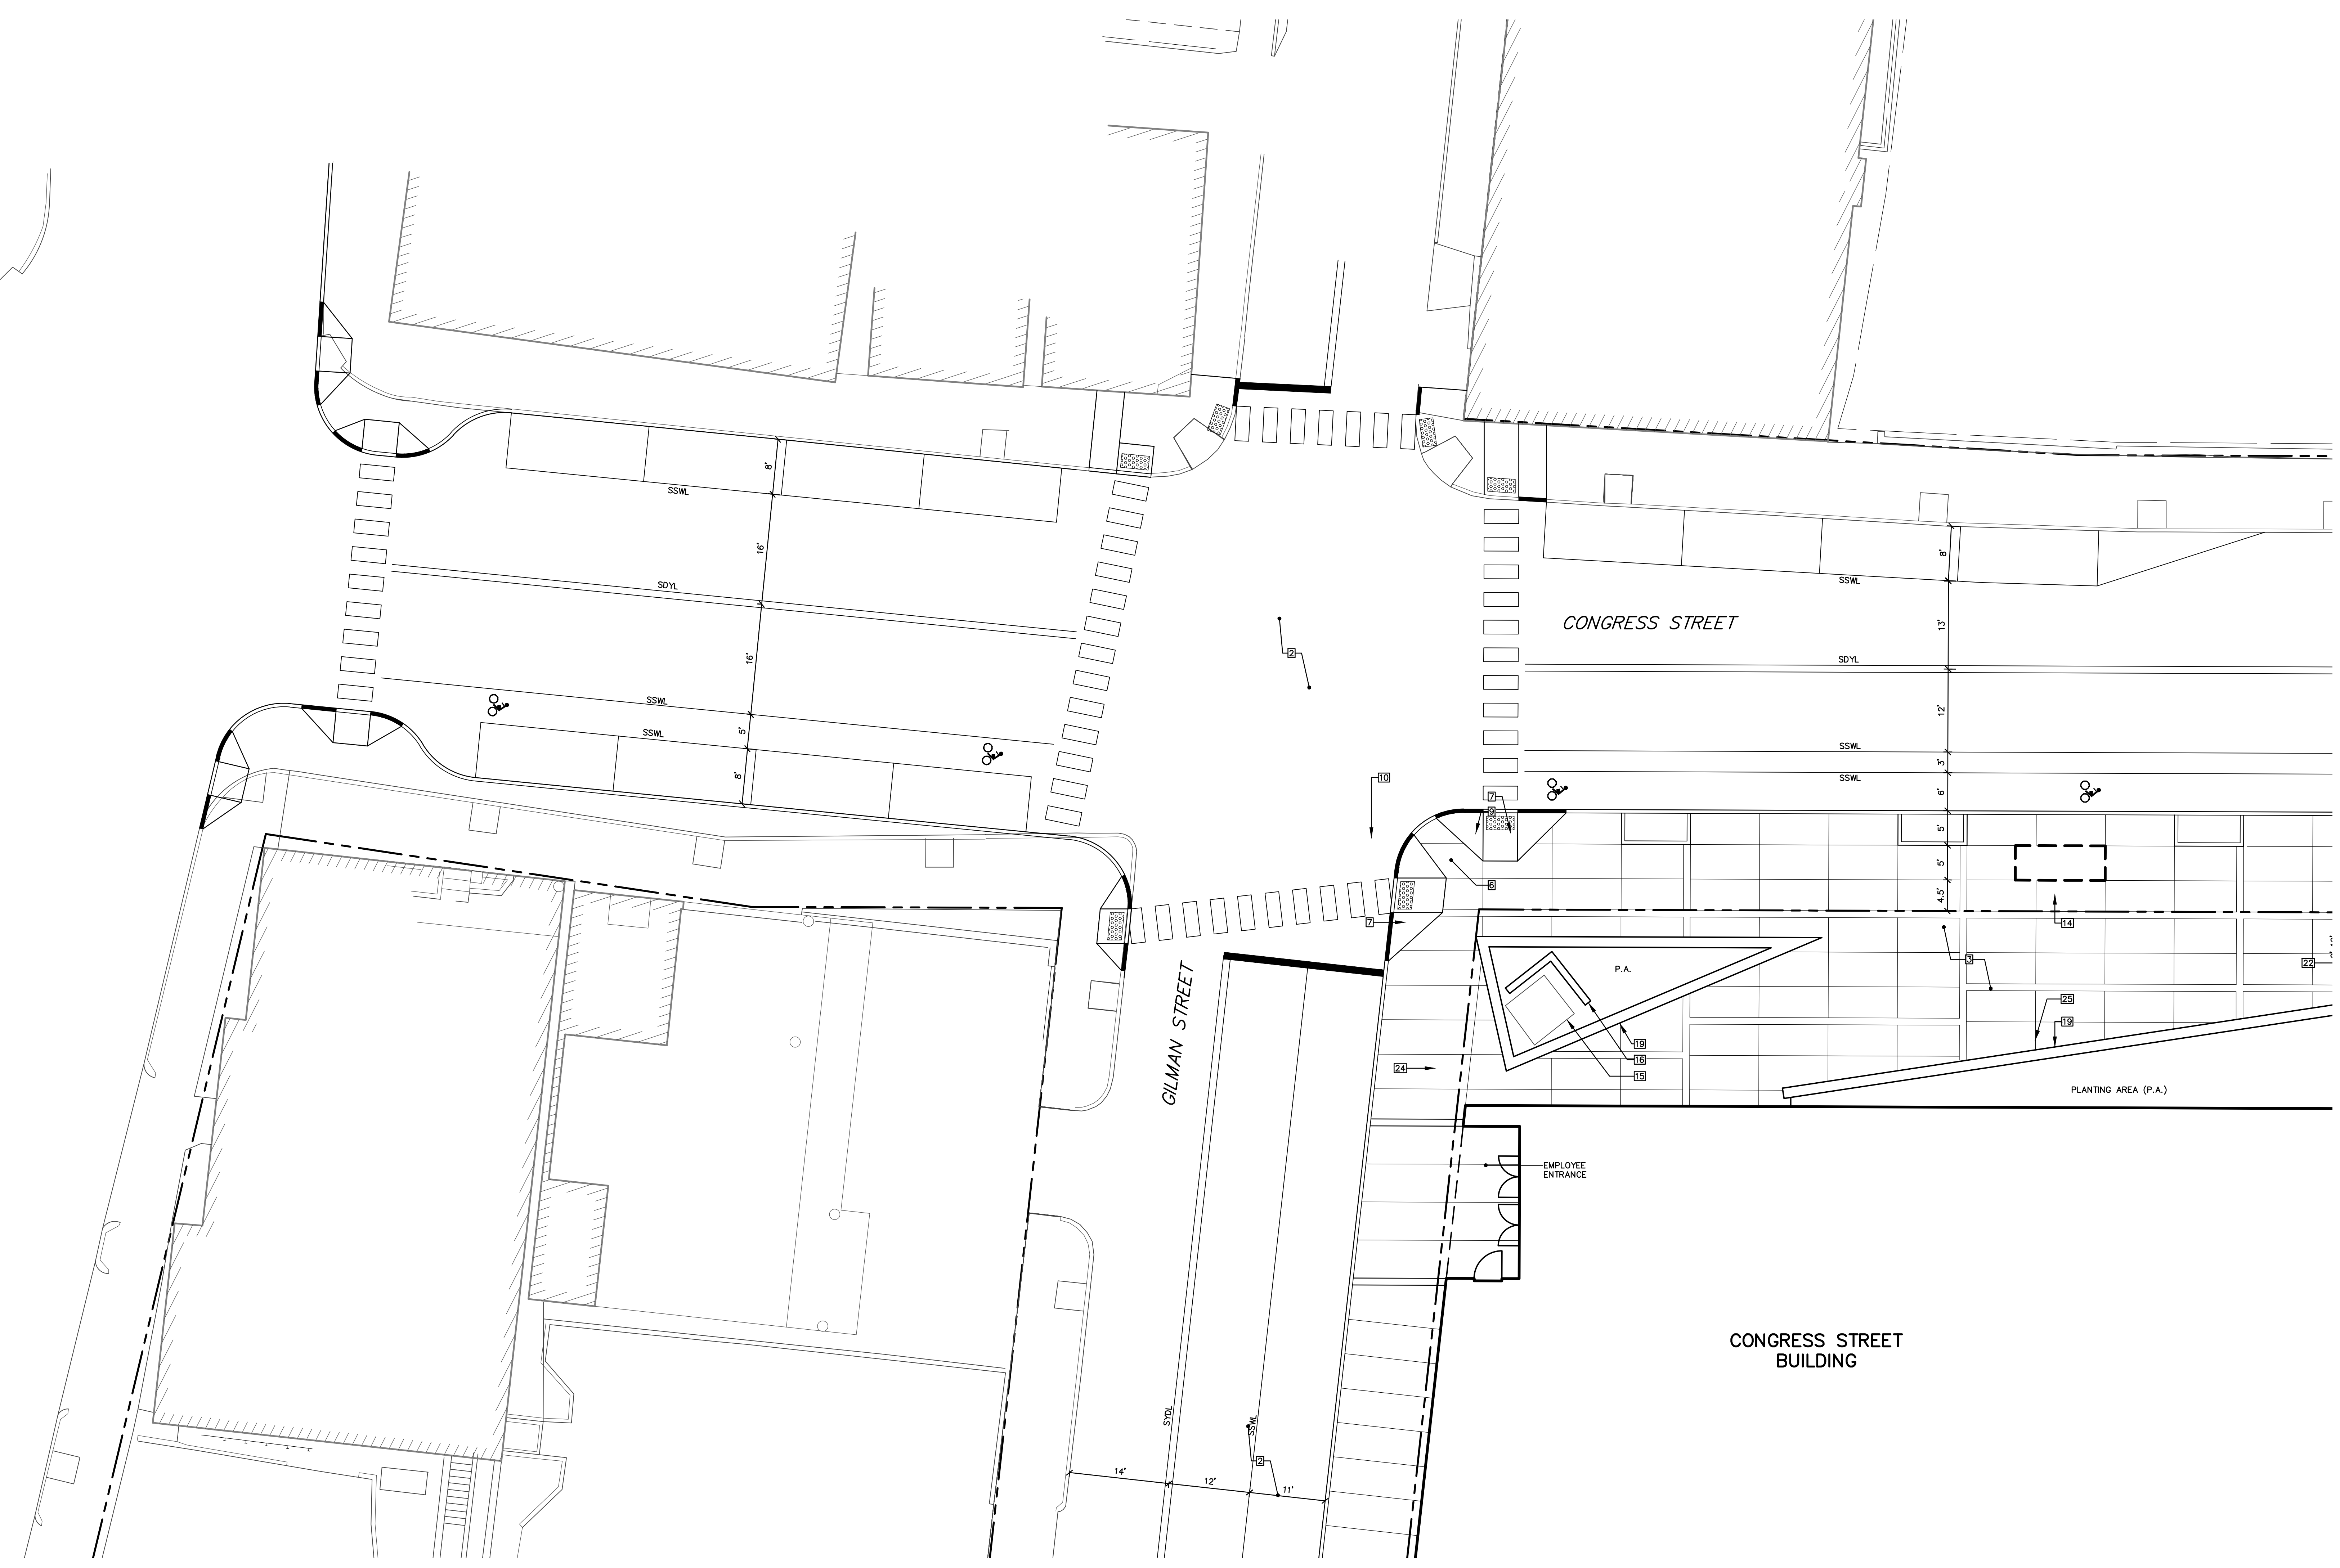 8'
SSWL
16'
SDYL
16'
SSWL
SSWL
5'
8'
2
8'
SSWL
CONGRESS STREET
13'
SDYL
12'
SSWL
3'
SSWL
6'
10
7
9
5'
5'
4.5'
6
7
14
3
22
P.A.
25
19
19
16
15
24
PLANTING AREA (P.A.)
GILMAN STREET
EMPLOYEE
ENTRANCE
CONGRESS STREET
BUILDING
SYDL
SSWL
2
14'
12'
11'